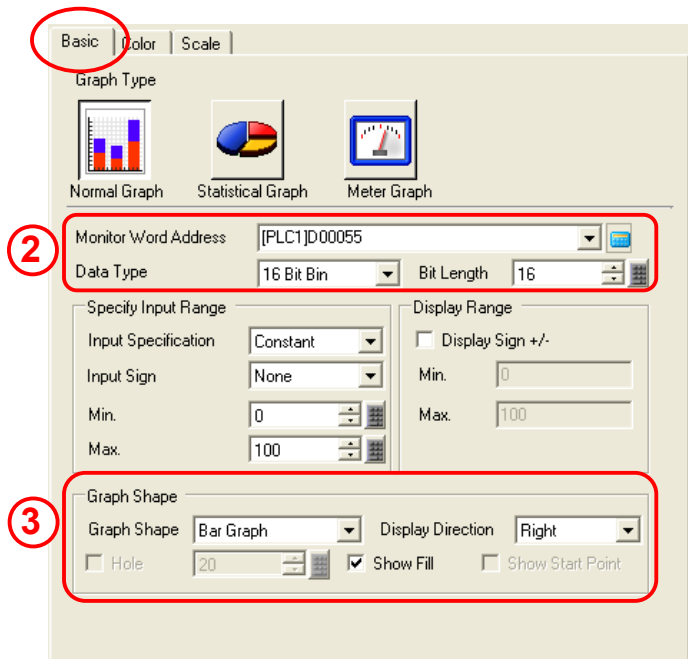 Basic Color Scale
Graph Type
Normal Graph Statistical Graph Meter Graph
2
Monitor Word Address [PLC1]D00055
Data Type 16 Bit Bin Bit Length 16
Specify Input Range Display Range
Input Specification Constant Display Sign +/-
Input Sign None Min. 0
Min. 0 Max. 100
Max. 100
3
Graph Shape
Graph Shape Bar Graph Display Direction Right
Hole 20 Show Fill Show Start Point